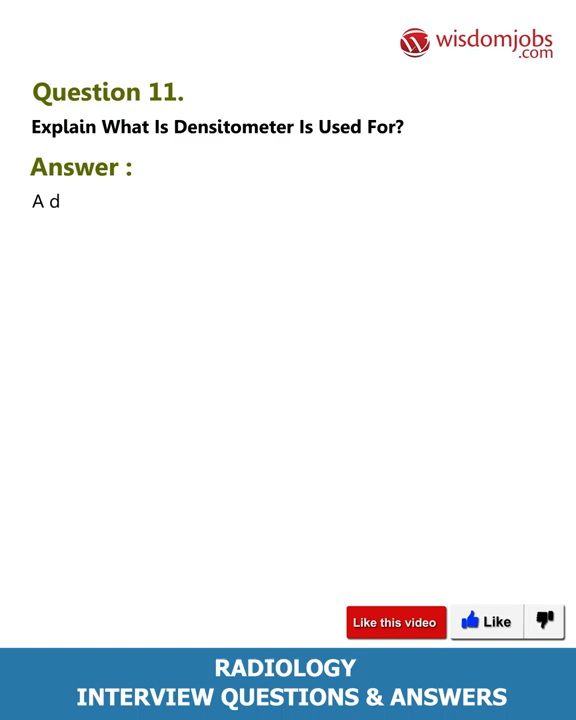 wisdomjobs
.com
Question 11.
Explain What Is Densitometer Is Used For?
Answer :
A d
Like this video
Like
RADIOLOGY
INTERVIEW QUESTIONS & ANSWERS